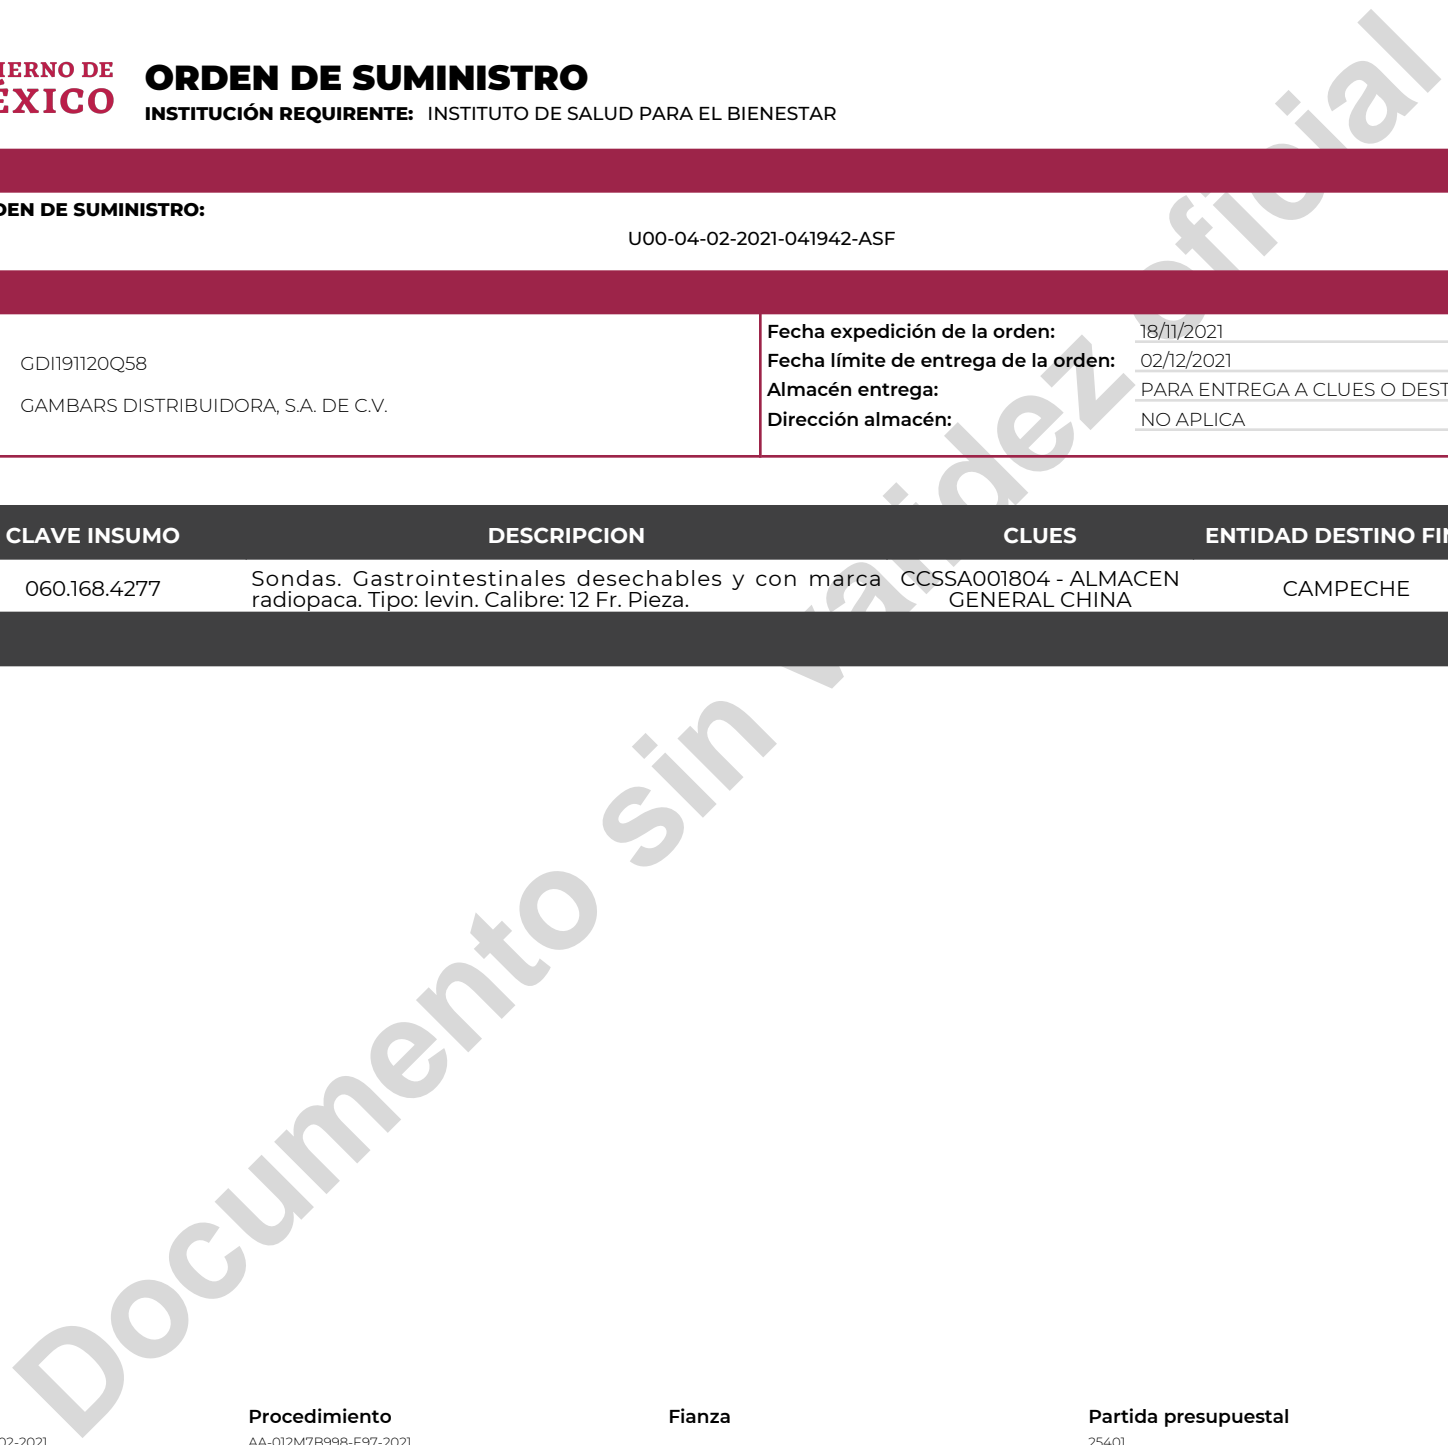 IERNO DE
ÉXICO
ORDEN DE SUMINISTRO
INSTITUCIÓN REQUIRENTE: INSTITUTO DE SALUD PARA EL BIENESTAR
DEN DE SUMINISTRO:
U00-04-02-2021-041942-ASF
GDI191120Q58
GAMBARS DISTRIBUIDORA, S.A. DE C.V.
Fecha expedición de la orden: 18/11/2021
Fecha límite de entrega de la orden: 02/12/2021
Almacén entrega: PARA ENTREGA A CLUES O DEST
Dirección almacén: NO APLICA
CLAVE INSUMO DESCRIPCION CLUES ENTIDAD DESTINO FIN
060.168.4277 Sondas. Gastrointestinales desechables y con marca radiopaca. Tipo: levin. Calibre: 12 Fr. Pieza. CCSSA001804 - ALMACEN GENERAL CHINA CAMPECHE
Documento sin validez oficial
Procedimiento Fianza Partida presupuestal
02-2021 AA-012M7B998-E97-2021 25401